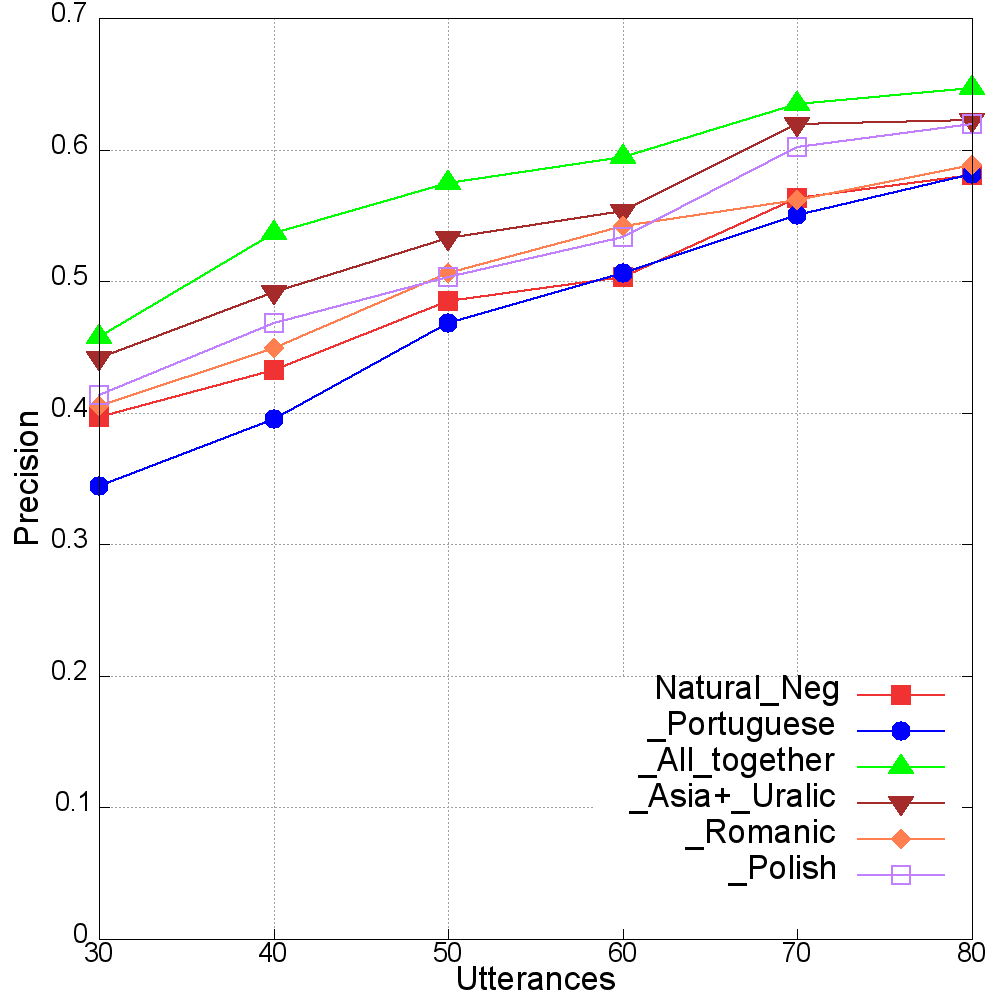 0.7
0.6
0.5
0.4
0.3
0.2
0.1
0
Precision
30 40 50 60 70 80
Utterances
Natural_Neg
_Portuguese
_All_together
_Asia+_Uralic
_Romanic
_Polish